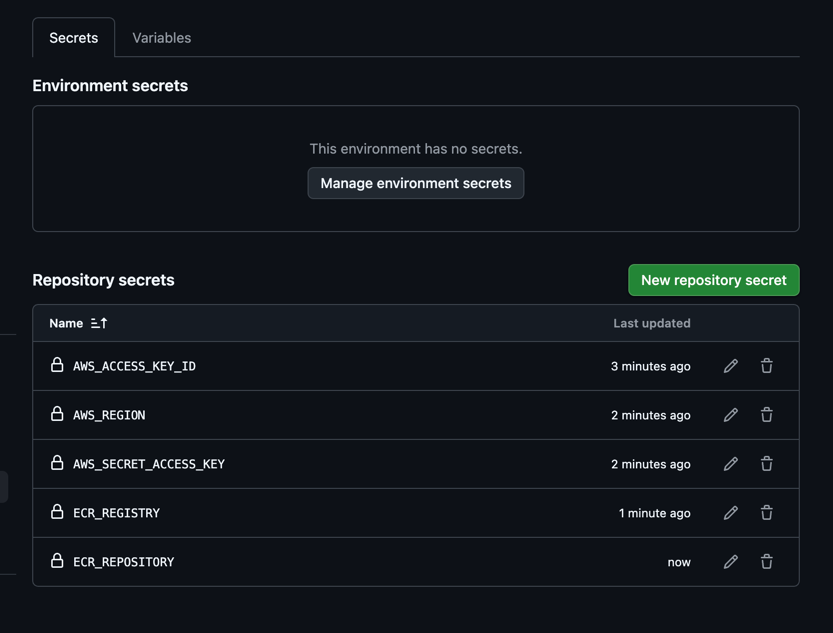 Secrets Variables
Environment secrets
This environment has no secrets.
Manage environment secrets
Repository secrets New repository secret
Name Last updated
AWS_ACCESS_KEY_ID 3 minutes ago
AWS_REGION 2 minutes ago
AWS_SECRET_ACCESS_KEY 2 minutes ago
ECR_REGISTRY 1 minute ago
ECR_REPOSITORY now